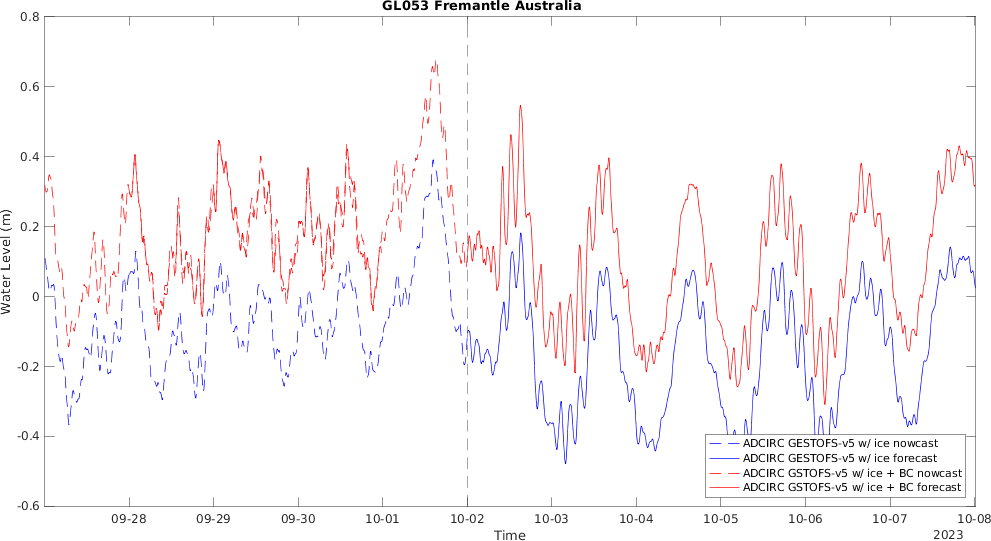 GL053 Fremantle Australia
0.8
0.6
0.4
0.2
0
-0.2
-0.4
-0.6
Water Level (m)
ADCIRC GESTOFS-v5 w/ ice nowcast
ADCIRC GESTOFS-v5 w/ ice forecast
ADCIRC GSTOFS-v5 w/ ice + BC nowcast
ADCIRC GSTOFS-v5 w/ ice + BC forecast
09-28 09-29 09-30 10-01 10-02 10-03 10-04 10-05 10-06 10-07 10-08
Time
2023